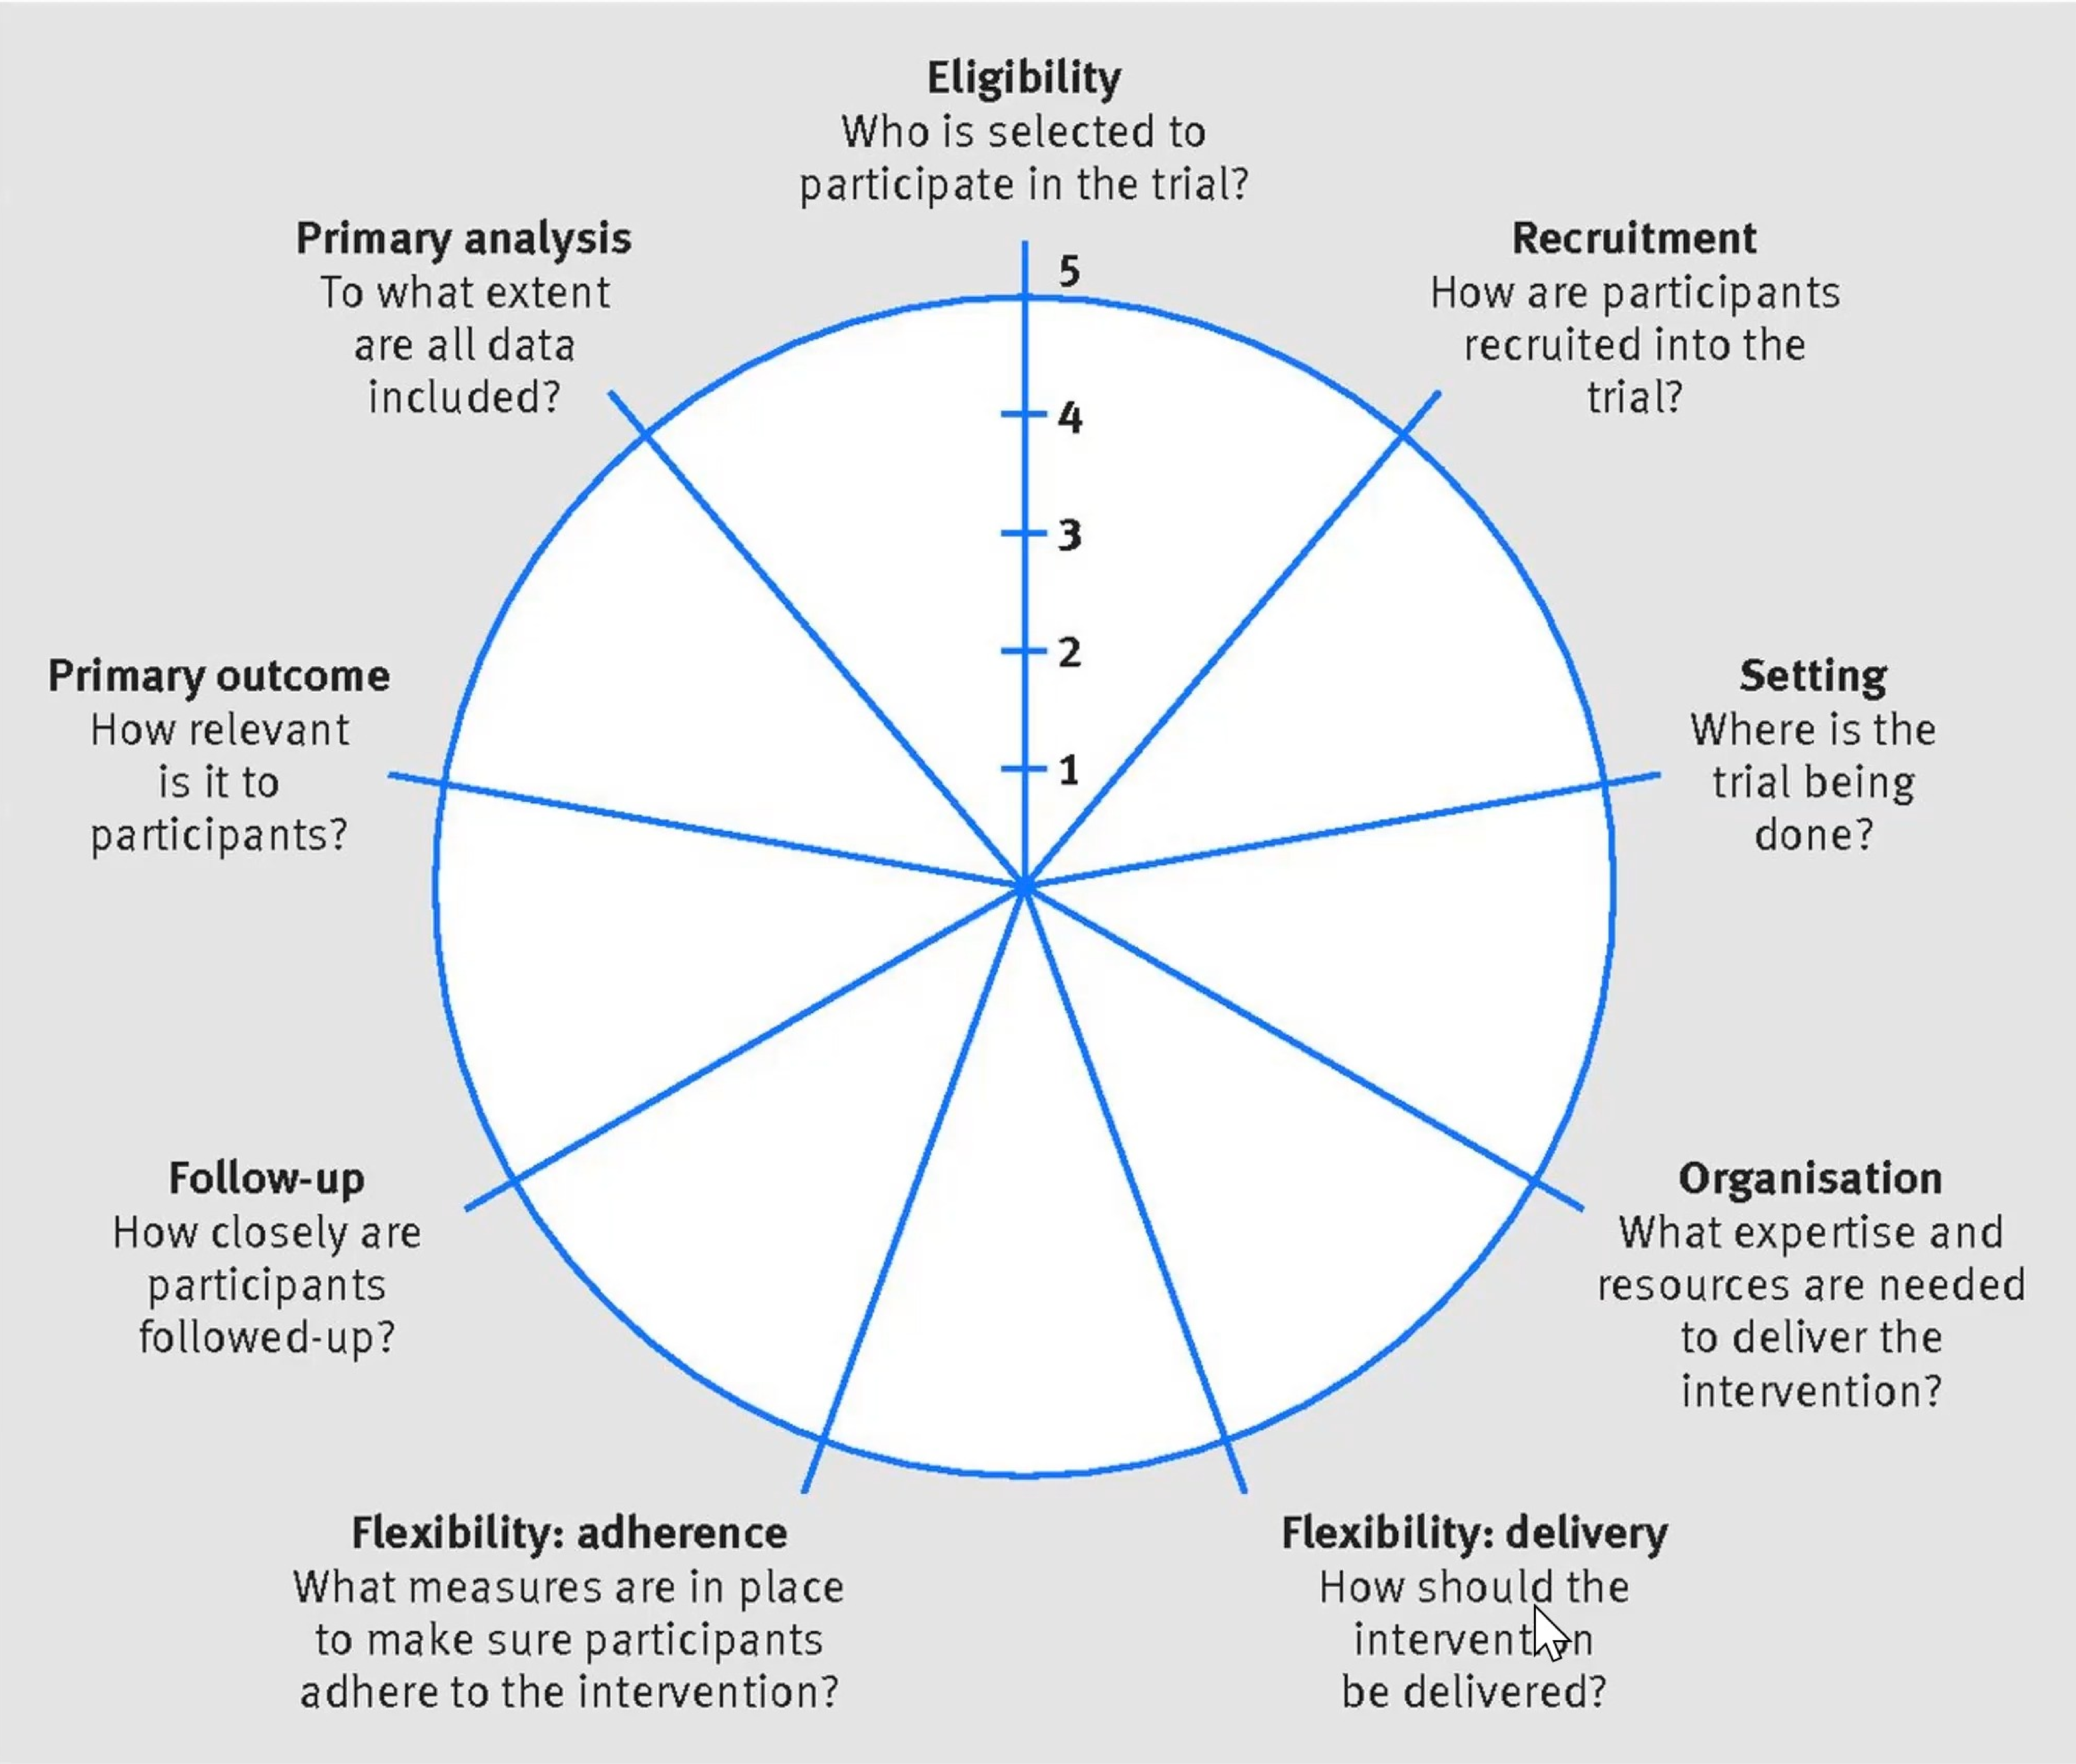 Eligibility
Who is selected to
participate in the trial?
Recruitment
How are participants
recruited into the
trial?
Setting
Where is the
trial being
done?
Organisation
What expertise and
resources are needed
to deliver the
intervention?
Flexibility: delivery
How should the
intervention
be delivered?
Flexibility: adherence
What measures are in place
to make sure participants
adhere to the intervention?
Follow-up
How closely are
participants
followed-up?
Primary outcome
How relevant
is it to
participants?
Primary analysis
To what extent
are all data
included?
5
4
3
2
1